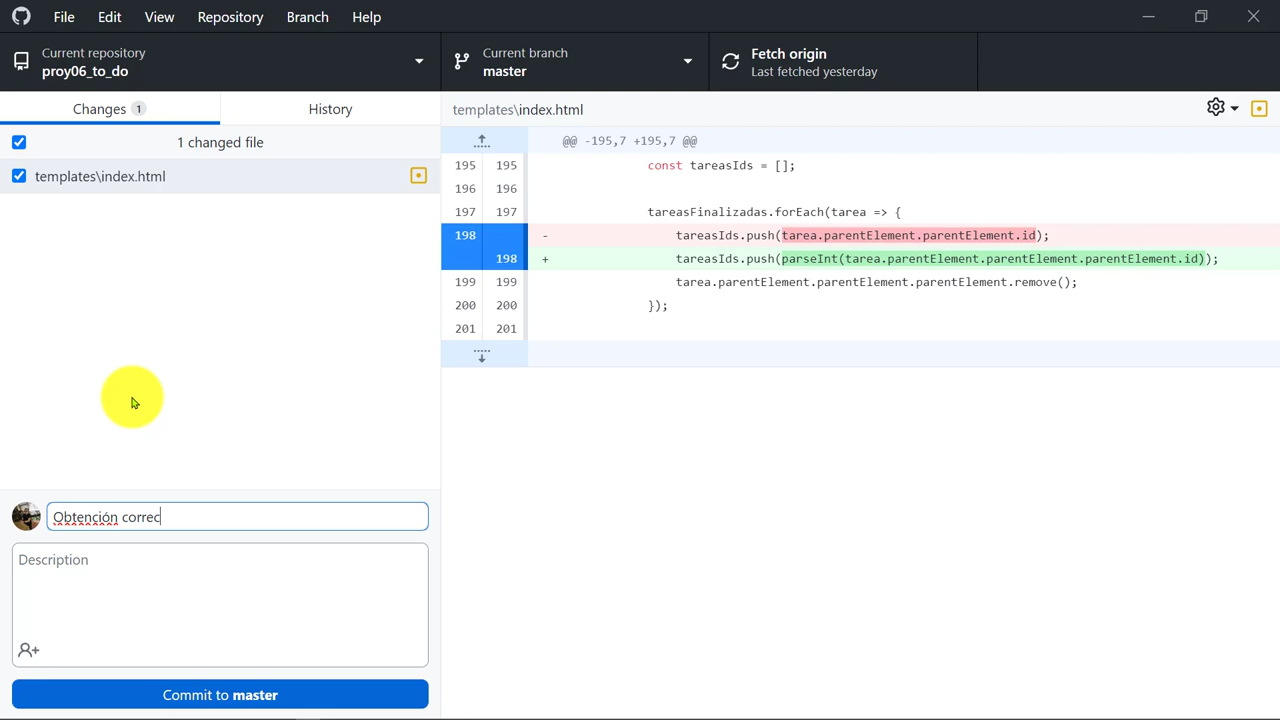 File Edit View Repository Branch Help
Current repository
proy06_to_do
Current branch
master
Fetch origin
Last fetched yesterday
Changes 1
History
1 changed file
templates\index.html
templates\index.html
@@ -195,7 +195,7 @@
195 195 const tareasIds = [];
196 196
197 197 tareasFinalizadas.forEach(tarea => {
198 - tareasIds.push(tarea.parentElement.parentElement.id);
198 + tareasIds.push(parseInt(tarea.parentElement.parentElement.parentElement.id));
199 199 tarea.parentElement.parentElement.parentElement.remove();
200 200 });
201 201
Obtención correc
Description
Commit to master